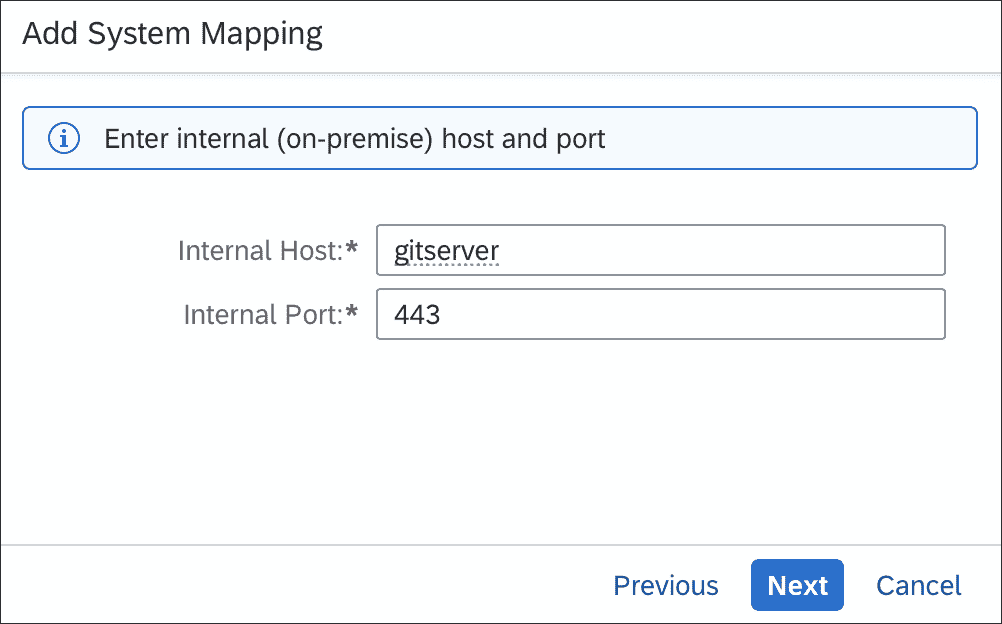 Add System Mapping
Enter internal (on-premise) host and port
Internal Host:* gitserver
Internal Port:* 443
Previous Next Cancel